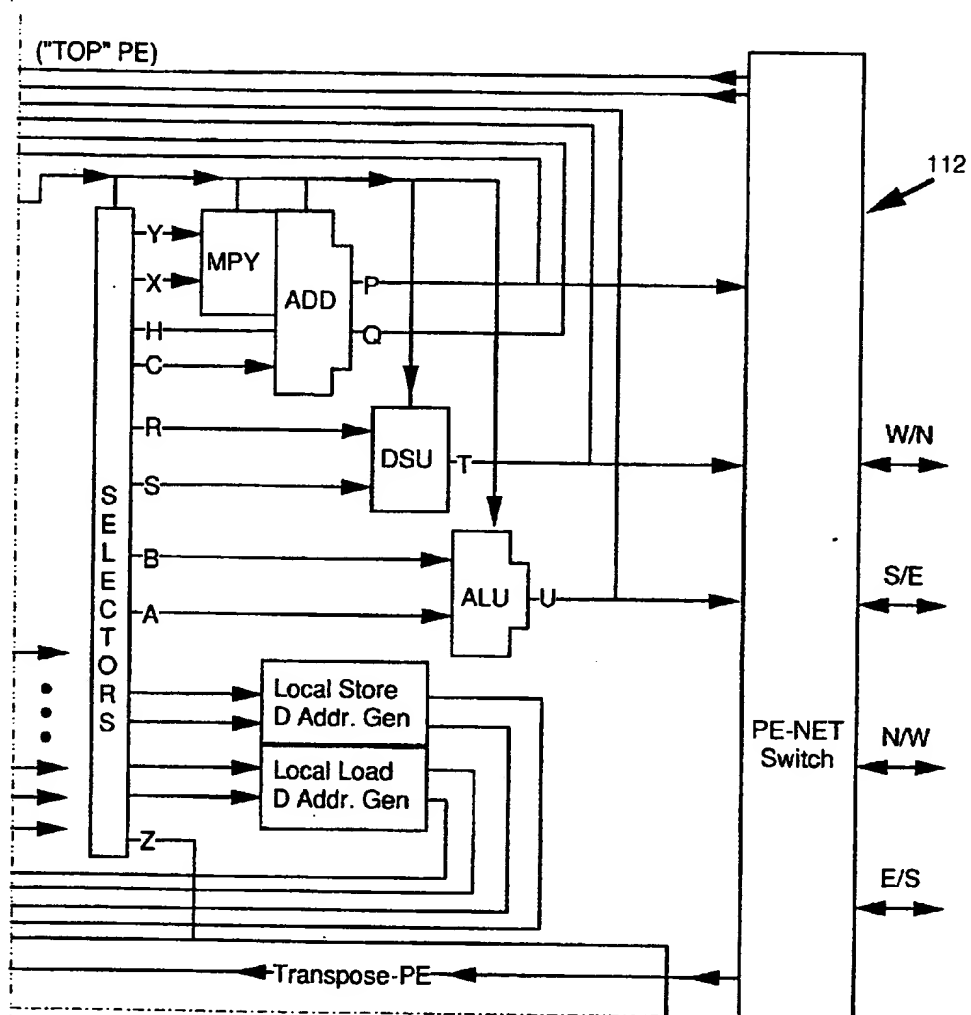 ("TOP" PE)
112
Y
MPY
X
ADD
P
H
Q
C
R
DSU
T
S
W/N
SELECTORS
B
ALU
U
S/E
A
Local Store
D Addr. Gen
Local Load
D Addr. Gen
PE-NET
Switch
N/W
Z
E/S
Transpose-PE